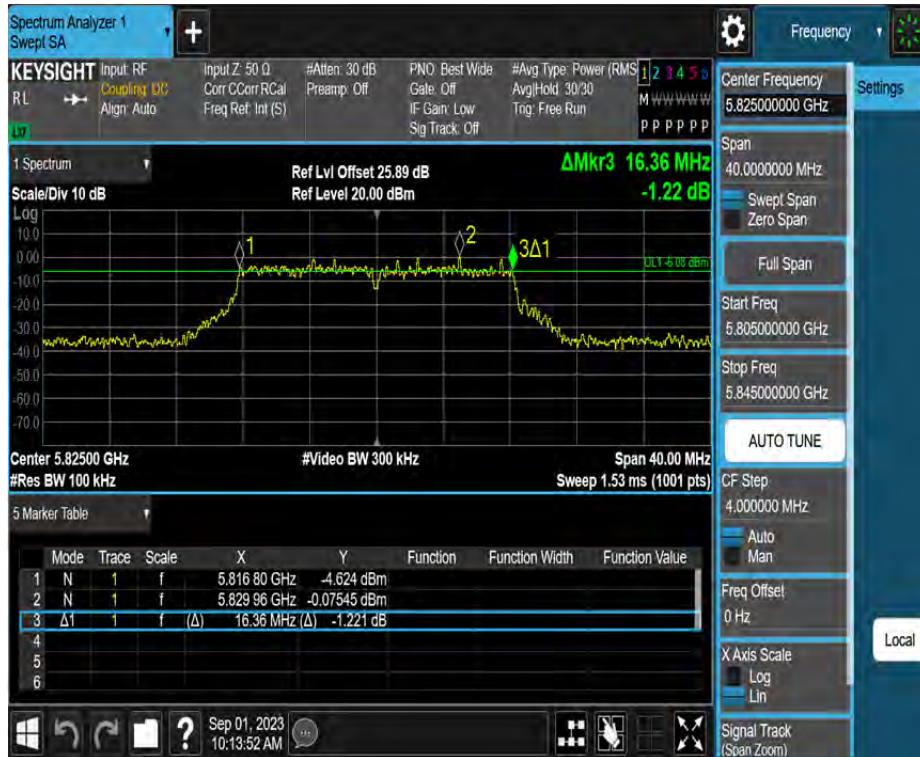 Spectrum Analyzer 1
Swept SA
+
Frequency
KEYSIGHT
RL
LXI
Input: RF
Coupling: DC
Align: Auto
Input Z: 50 Ω
Corr CCorr RCal
Freq Ref: Int (S)
#Atten: 30 dB
Preamp: Off
PNO: Best Wide
Gate: Off
IF Gain: Low
Sig Track: Off
#Avg Type: Power (RMS
Avg|Hold: 30/30
Trig: Free Run
1 2 3 4 5 6
M W W W W W
P P P P P P
1 Spectrum
Scale/Div 10 dB
Ref Lvl Offset 25.89 dB
Ref Level 20.00 dBm
ΔMkr3 16.36 MHz
-1.22 dB
Log
10.0
0.00
-10.0
-20.0
-30.0
-40.0
-50.0
-60.0
-70.0
1
2
3Δ1
DL1 -6.08 dBm
Center 5.82500 GHz
#Video BW 300 kHz
Span 40.00 MHz
#Res BW 100 kHz
Sweep 1.53 ms (1001 pts)
5 Marker Table
Mode Trace Scale X Y Function Function Width Function Value
1 N 1 f 5.816 80 GHz -4.624 dBm
2 N 1 f 5.829 96 GHz -0.07545 dBm
3 Δ1 1 f (Δ) 16.36 MHz (Δ) -1.221 dB
4
5
6
?
Sep 01, 2023
10:13:52 AM
Center Frequency
5.825000000 GHz
Span
40.0000000 MHz
Swept Span
Zero Span
Full Span
Start Freq
5.805000000 GHz
Stop Freq
5.845000000 GHz
AUTO TUNE
CF Step
4.000000 MHz
Auto
Man
Freq Offset
0 Hz
X Axis Scale
Log
Lin
Signal Track
(Span Zoom)
Settings
Local